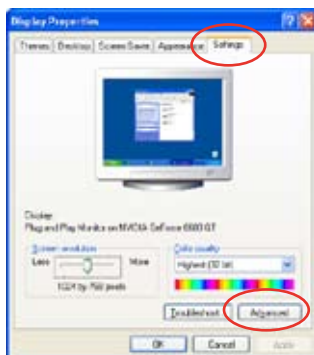 Display Properties
Themes Desktop Screen Saver Appearance Settings
Display:
Plug and Play Monitor on NVIDIA GeForce 6600 GT
Screen resolution
Less More
1024 by 768 pixels
Color quality
Highest (32 bit)
Troubleshoot Advanced
OK Cancel Apply